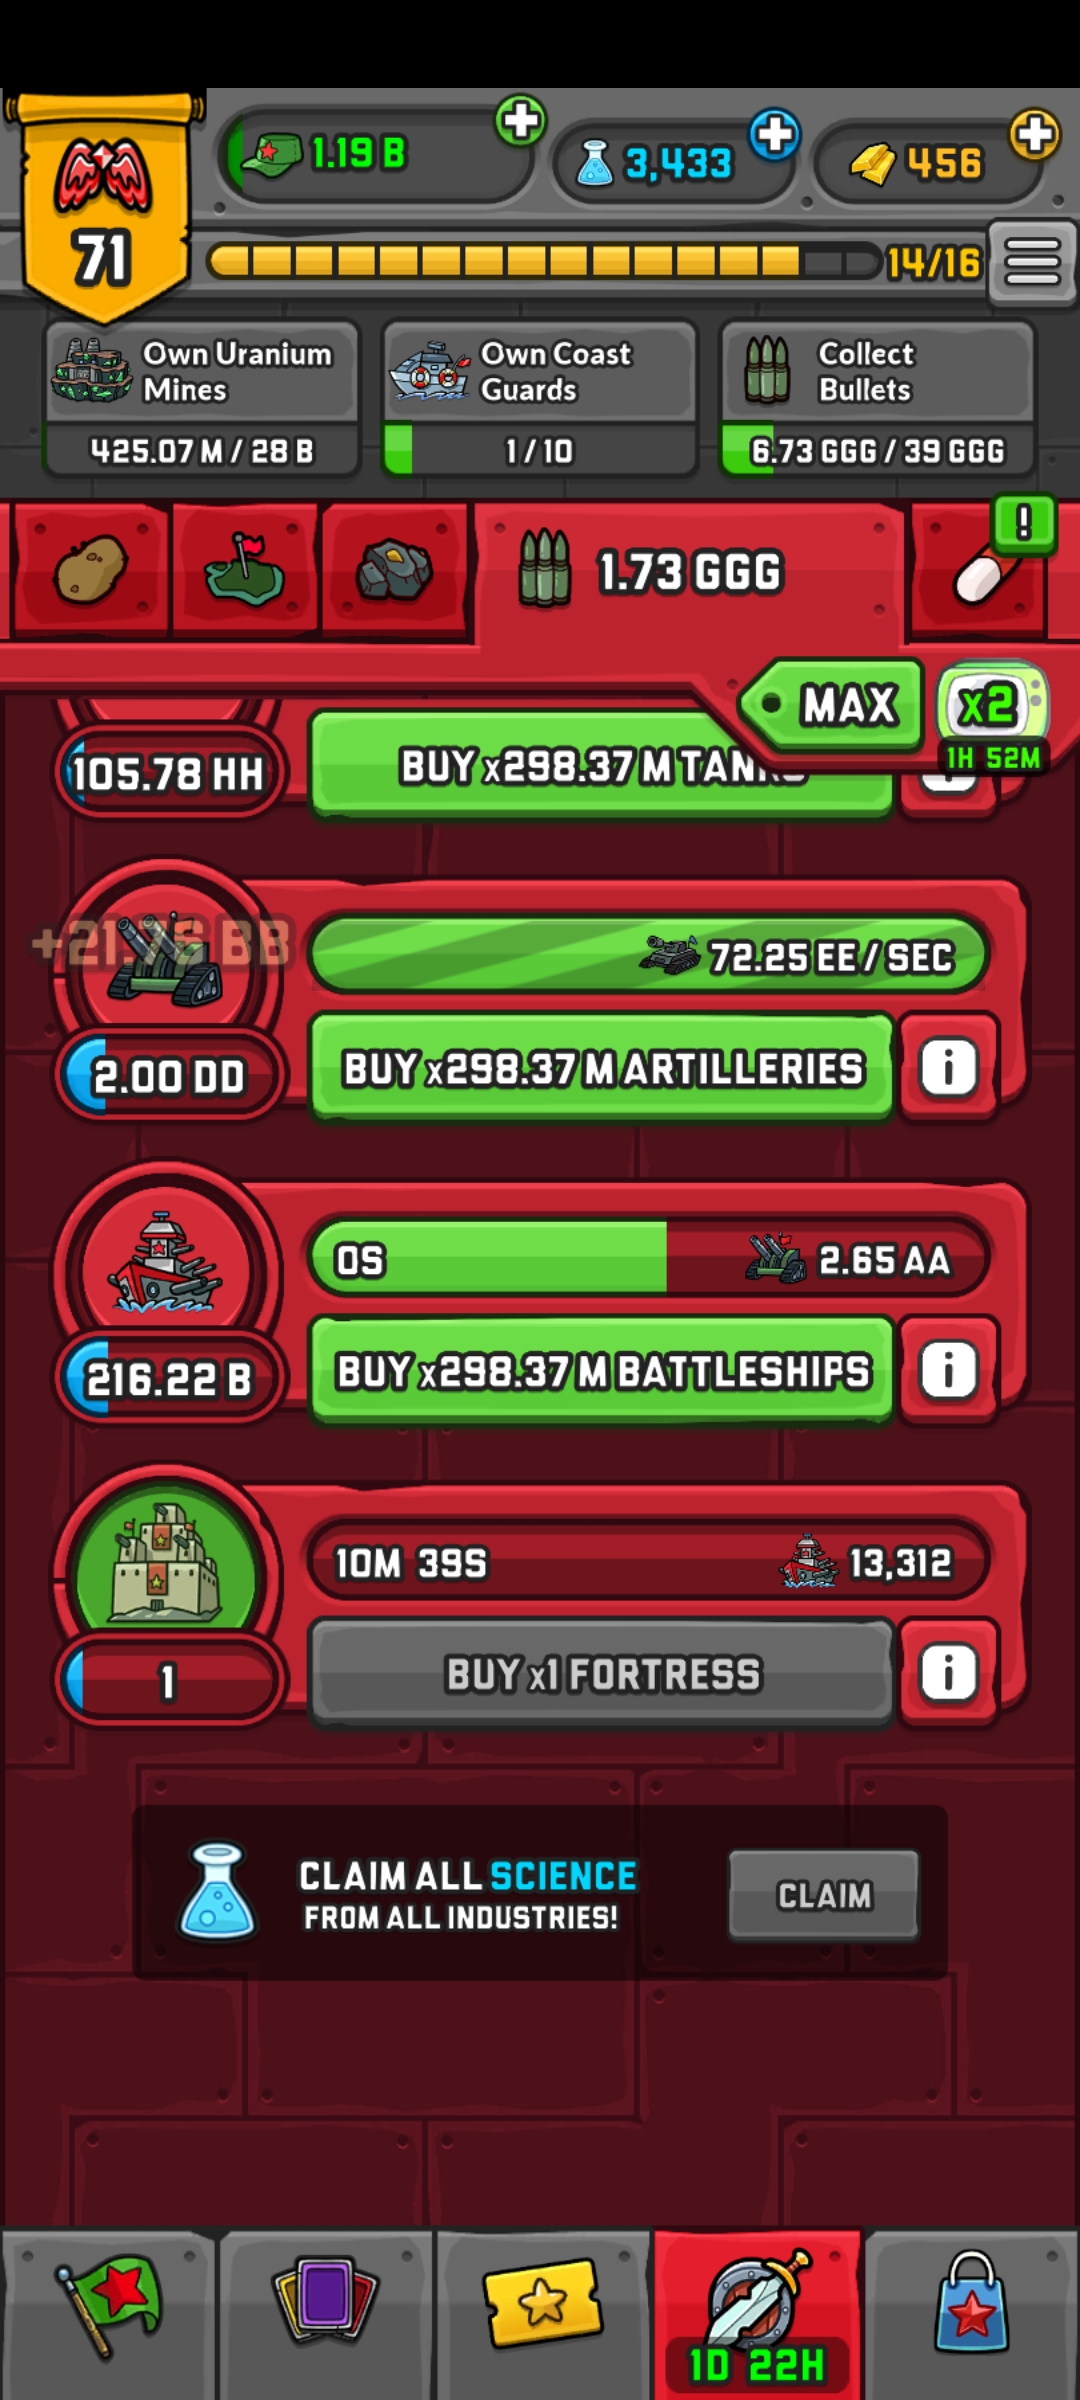 1.19 B
3,433
456
71
14/16
Own Uranium
Mines
425.07 M / 28 B
Own Coast
Guards
1 / 10
Collect
Bullets
6.73 GGG / 39 GGG
!
1.73 GGG
MAX
x2
1H 52M
105.78 HH
BUY x298.37 M TANKS
+21.76 BB
72.25 EE / SEC
2.00 DD
BUY x298.37 M ARTILLERIES
i
0S
2.65 AA
216.22 B
BUY x298.37 M BATTLESHIPS
i
10M 39S
13,312
1
BUY x1 FORTRESS
i
CLAIM ALL SCIENCE
FROM ALL INDUSTRIES!
CLAIM
1D 22H